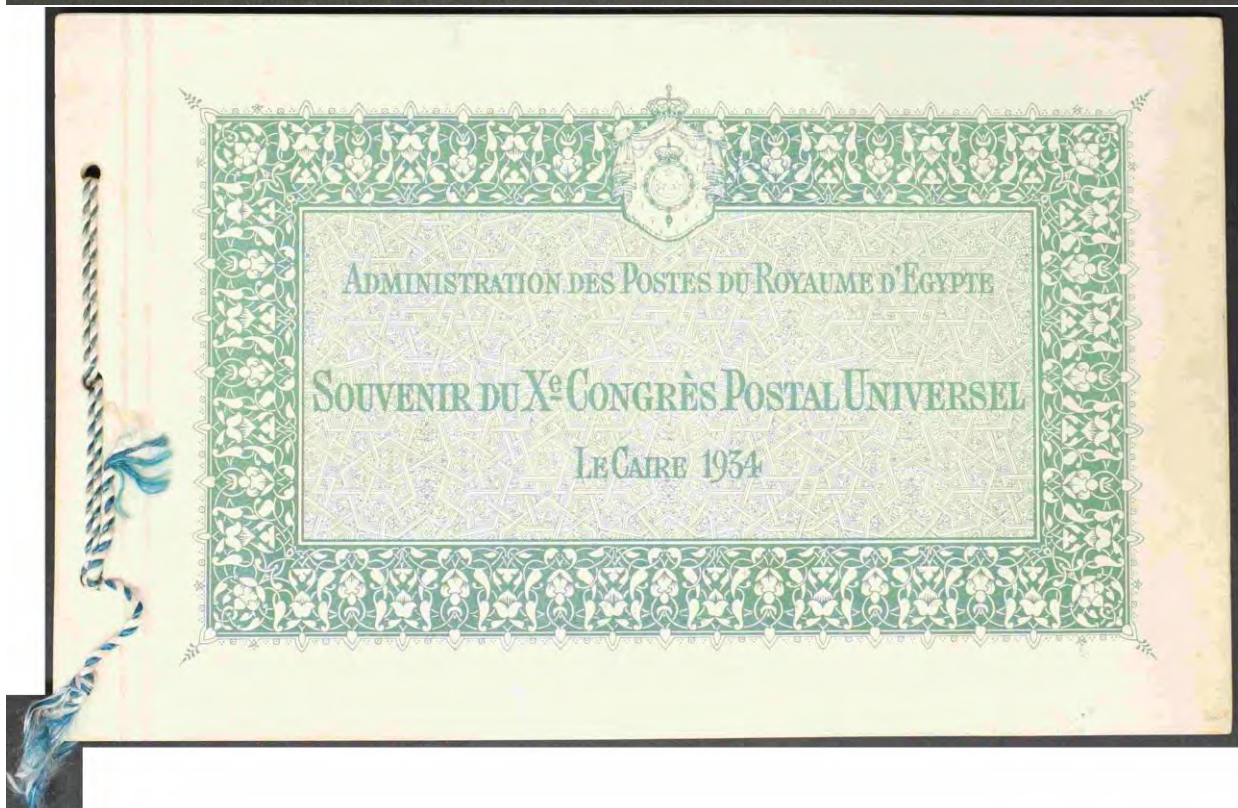 ADMINISTRATION DES POSTES DU ROYAUME D'EGYPTE
SOUVENIR DU Xe CONGRÈS POSTAL UNIVERSEL
LE CAIRE 1934